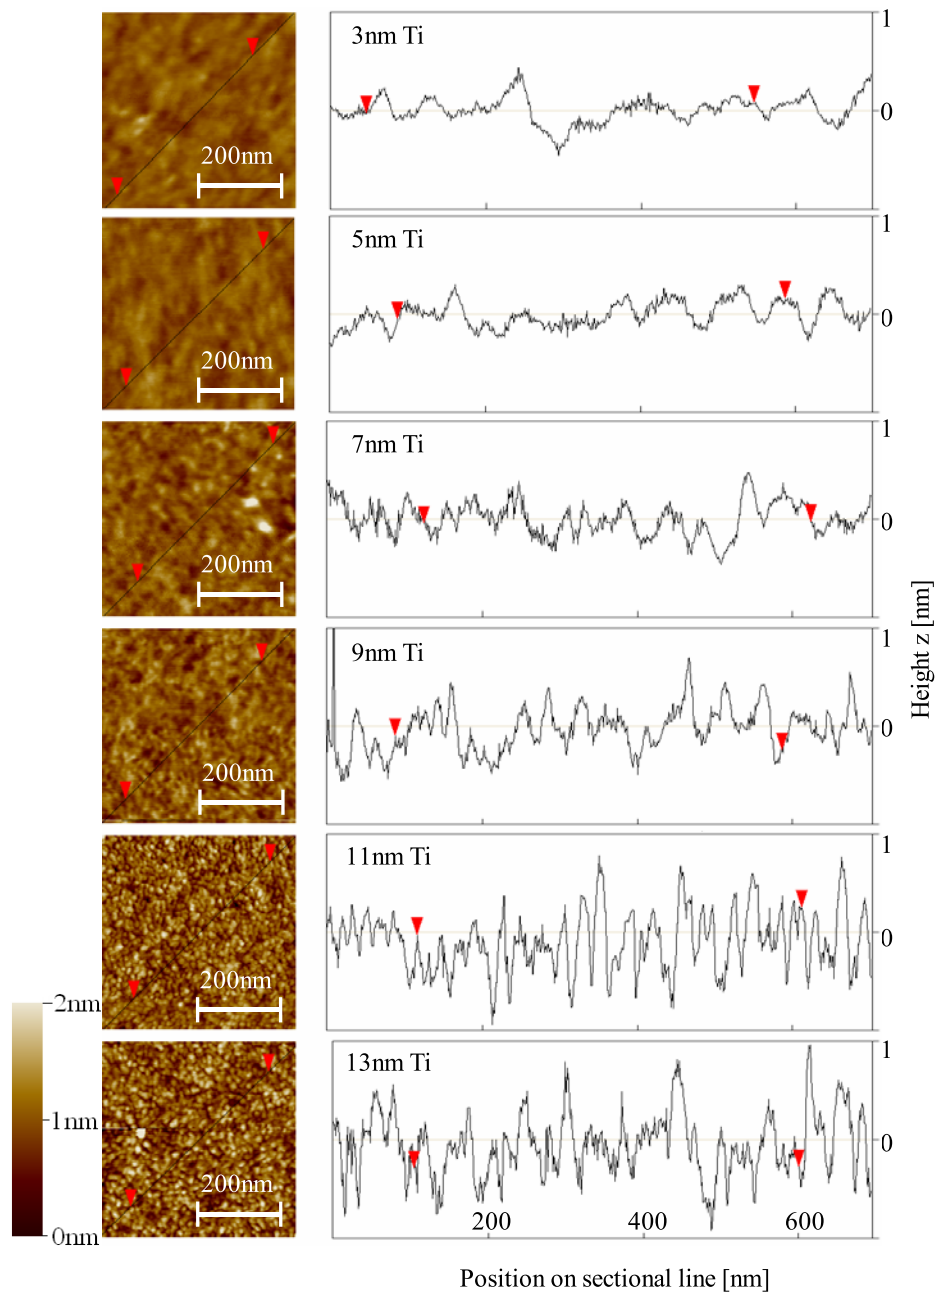 3nm Ti
1
200nm
0
5nm Ti
1
200nm
0
7nm Ti
1
200nm
0
9nm Ti
1
200nm
0
11nm Ti
1
200nm
0
13nm Ti
1
200nm
0
2nm
1nm
0nm
200 400 600
Position on sectional line [nm]
Height z [nm]